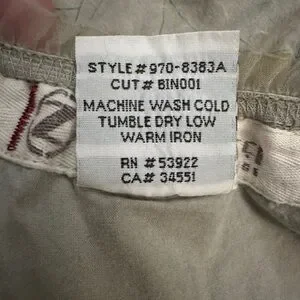 STYLE# 970-8383A
CUT# BIN001
MACHINE WASH COLD
TUMBLE DRY LOW
WARM IRON
RN# 53922
CA# 34551